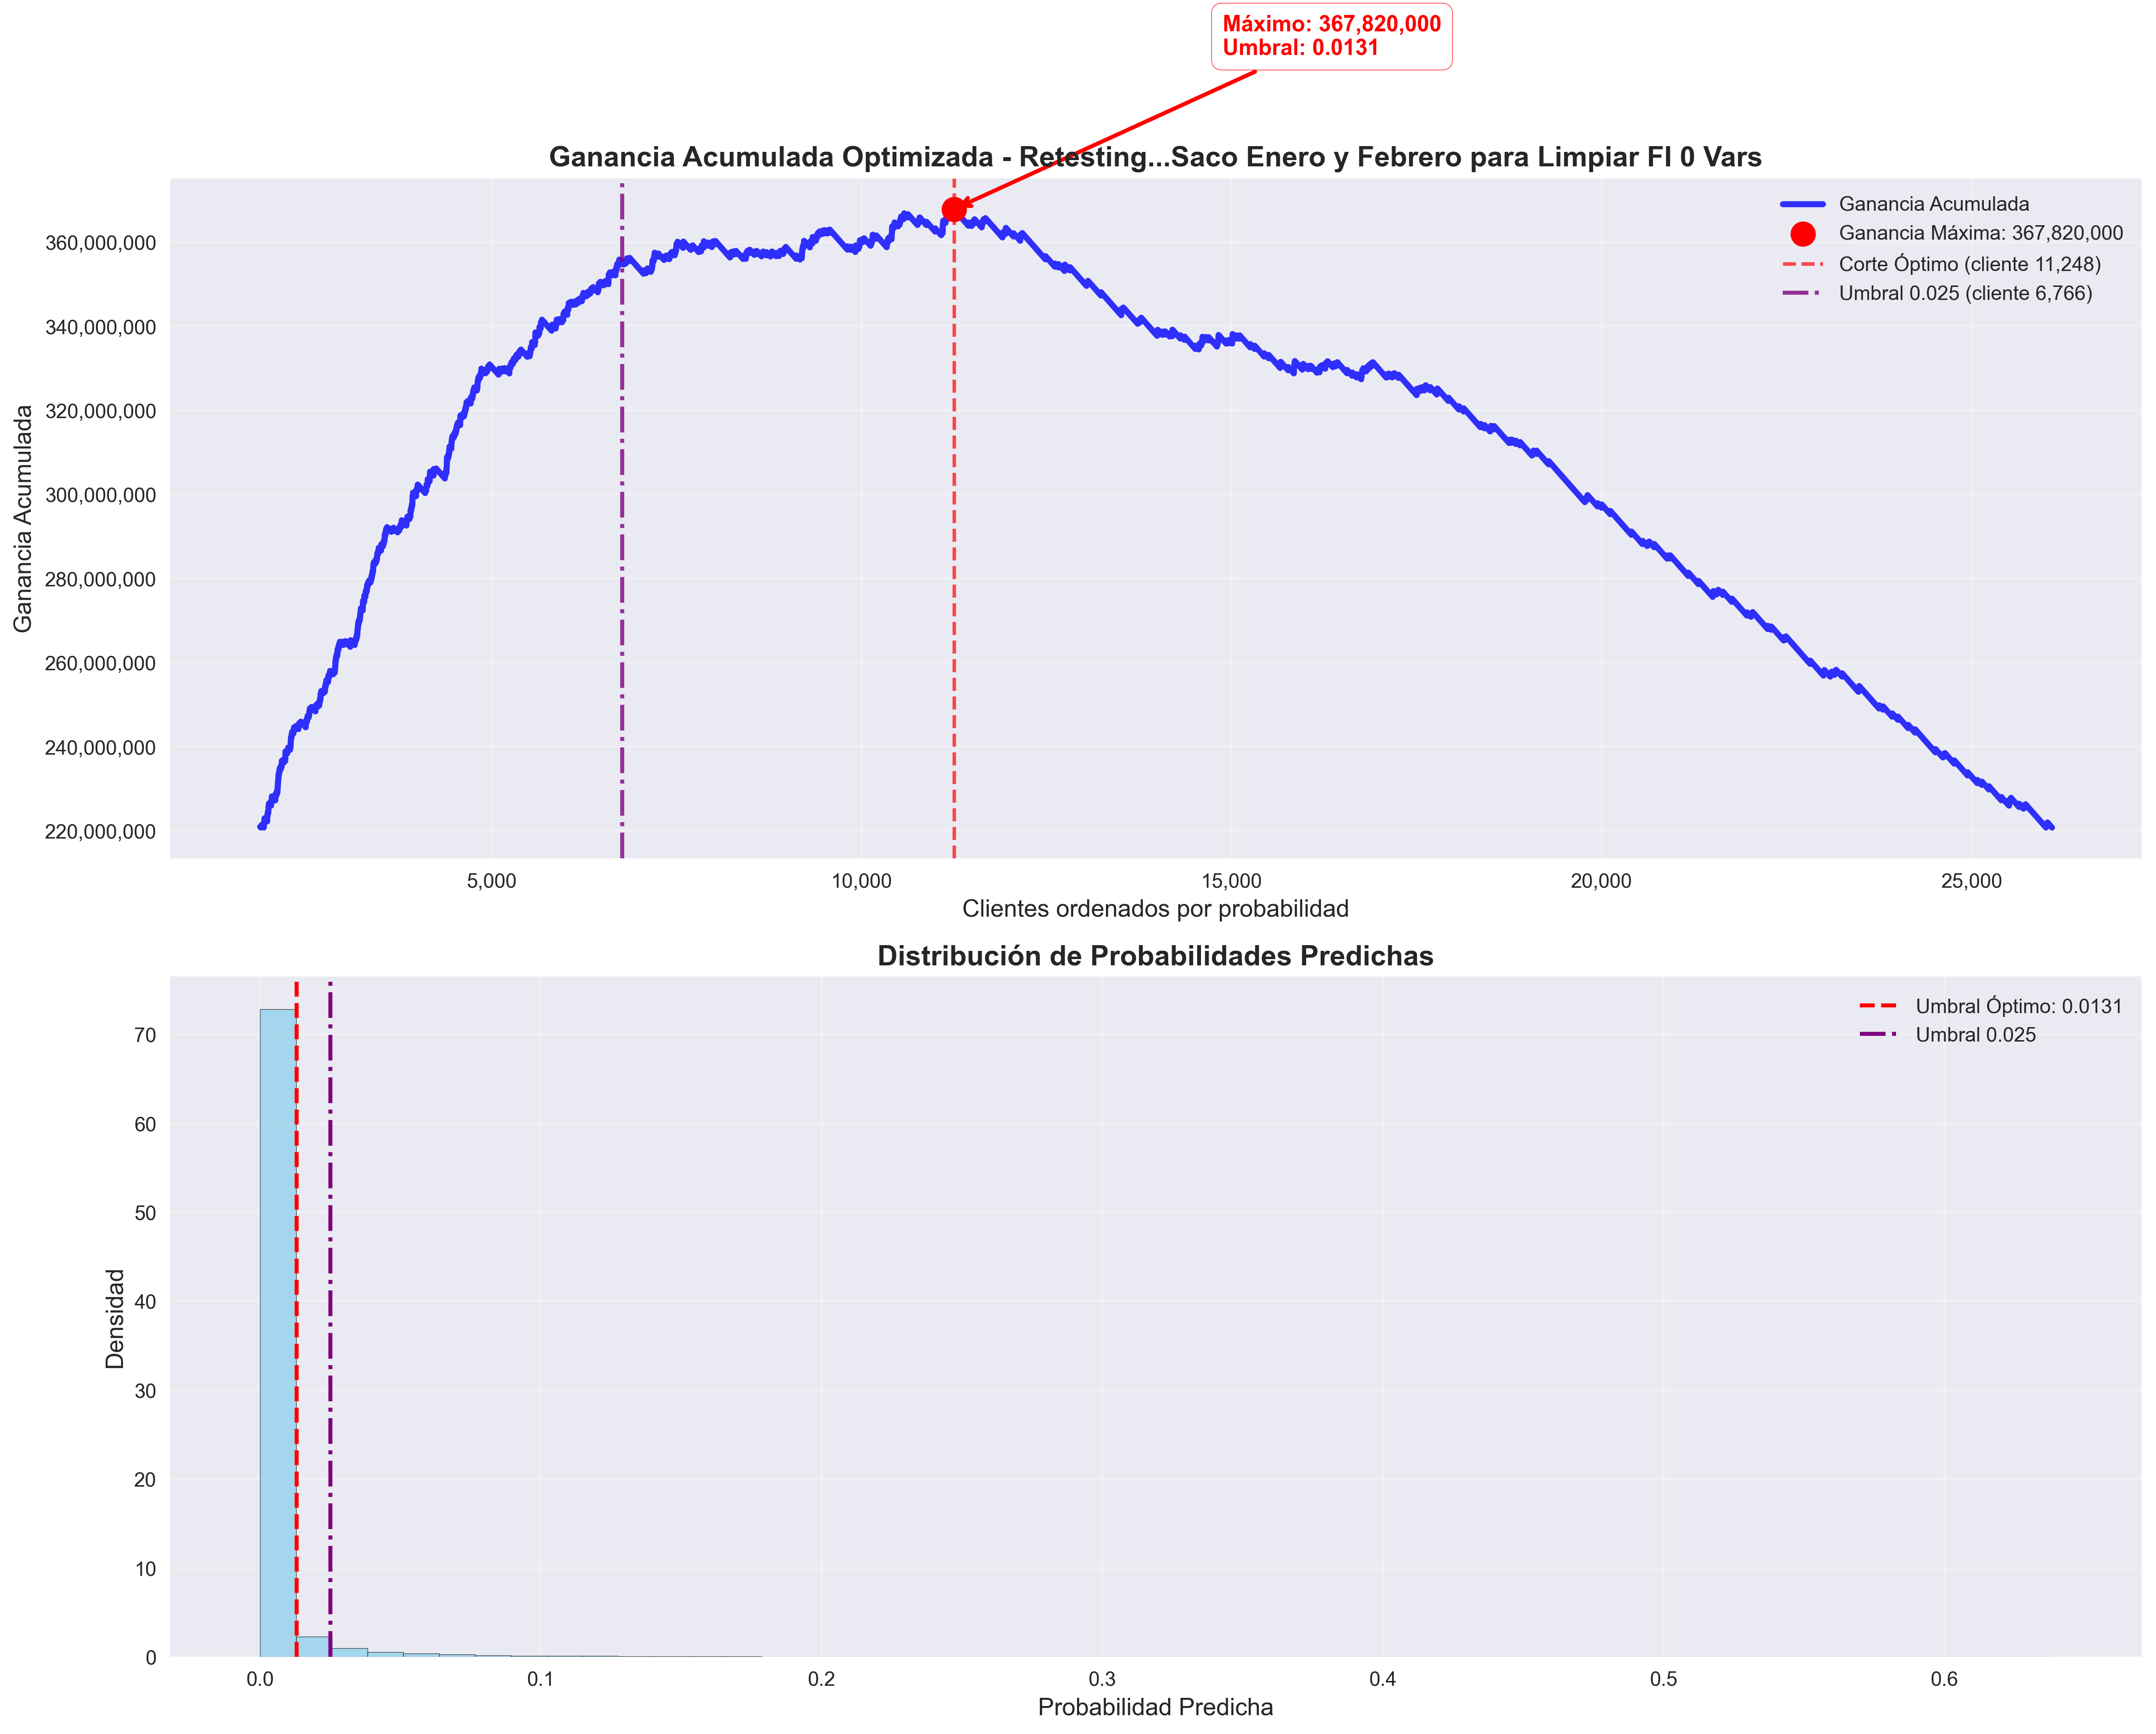 Máximo: 367,820,000
Umbral: 0.0131
Ganancia Acumulada Optimizada - Retesting...Saco Enero y Febrero para Limpiar FI 0 Vars
Ganancia Acumulada
Ganancia Máxima: 367,820,000
Corte Óptimo (cliente 11,248)
Umbral 0.025 (cliente 6,766)
Ganancia Acumulada
360,000,000
340,000,000
320,000,000
300,000,000
280,000,000
260,000,000
240,000,000
220,000,000
5,000
10,000
15,000
20,000
25,000
Clientes ordenados por probabilidad
Distribución de Probabilidades Predichas
Umbral Óptimo: 0.0131
Umbral 0.025
Densidad
70
60
50
40
30
20
10
0
0.0
0.1
0.2
0.3
0.4
0.5
0.6
Probabilidad Predicha